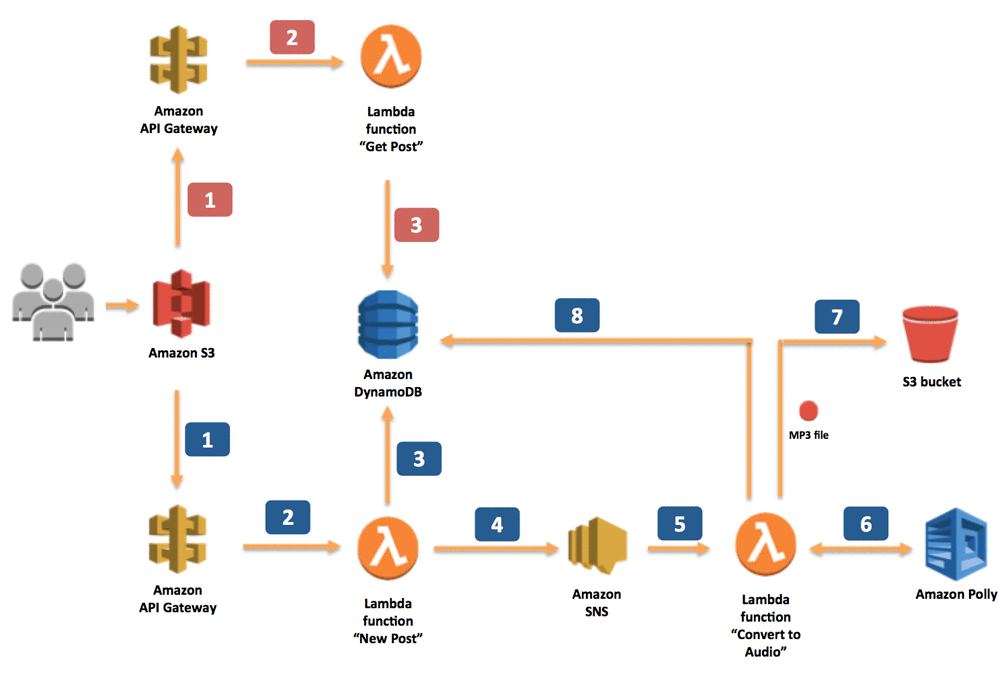 2
Amazon
API Gateway
Lambda
function
“Get Post”
1
3
Amazon S3
Amazon
DynamoDB
8
7
S3 bucket
MP3 file
1
3
2
4
5
6
Amazon
API Gateway
Lambda
function
“New Post”
Amazon
SNS
Lambda
function
“Convert to
Audio”
Amazon Polly